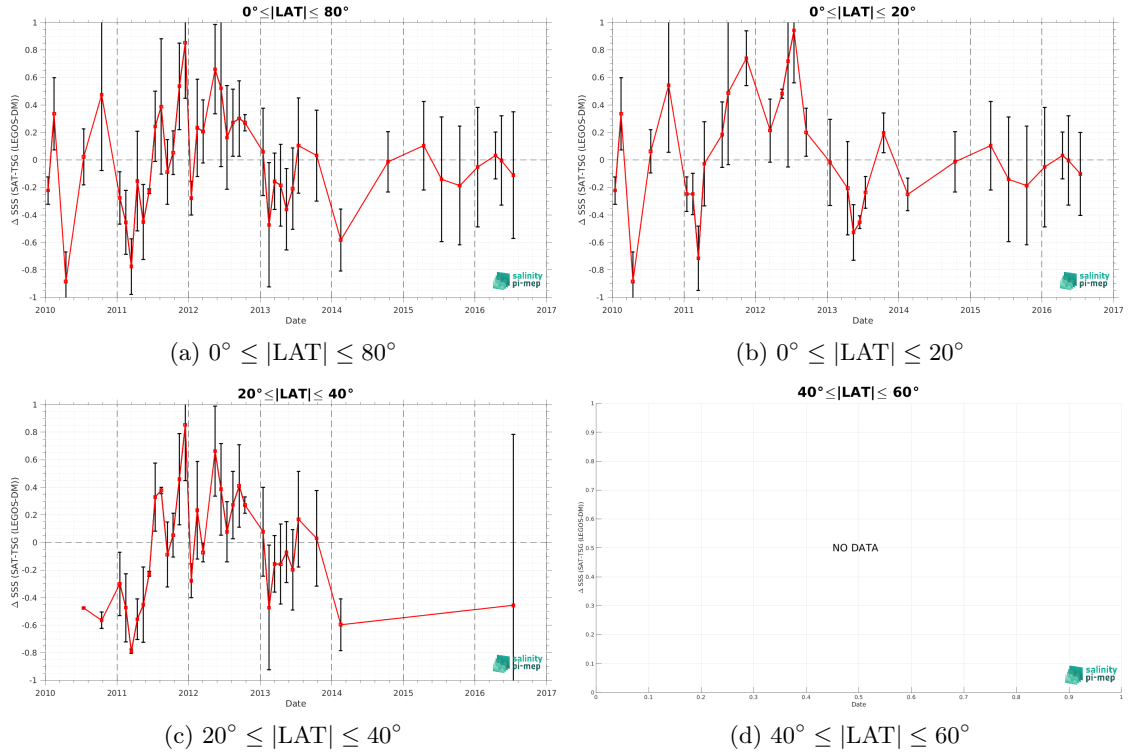 0°≤|LAT|≤ 80°
Δ SSS (SAT-TSG (LEGOS-DM))
1
0.8
0.6
0.4
0.2
0
-0.2
-0.4
-0.6
-0.8
-1
2010 2011 2012 2013 2014 2015 2016 2017
Date
salinity
pi-mep
(a) 0° ≤ |LAT| ≤ 80°
0°≤|LAT|≤ 20°
Δ SSS (SAT-TSG (LEGOS-DM))
1
0.8
0.6
0.4
0.2
0
-0.2
-0.4
-0.6
-0.8
-1
2010 2011 2012 2013 2014 2015 2016 2017
Date
salinity
pi-mep
(b) 0° ≤ |LAT| ≤ 20°
20°≤|LAT|≤ 40°
Δ SSS (SAT-TSG (LEGOS-DM))
1
0.8
0.6
0.4
0.2
0
-0.2
-0.4
-0.6
-0.8
-1
2010 2011 2012 2013 2014 2015 2016 2017
Date
salinity
pi-mep
(c) 20° ≤ |LAT| ≤ 40°
40°≤|LAT|≤ 60°
Δ SSS (SAT-TSG (LEGOS-DM))
1
0.9
0.8
0.7
0.6
0.5
0.4
0.3
0.2
0.1
0
NO DATA
0 0.1 0.2 0.3 0.4 0.5 0.6 0.7 0.8 0.9 1
Date
salinity
pi-mep
(d) 40° ≤ |LAT| ≤ 60°